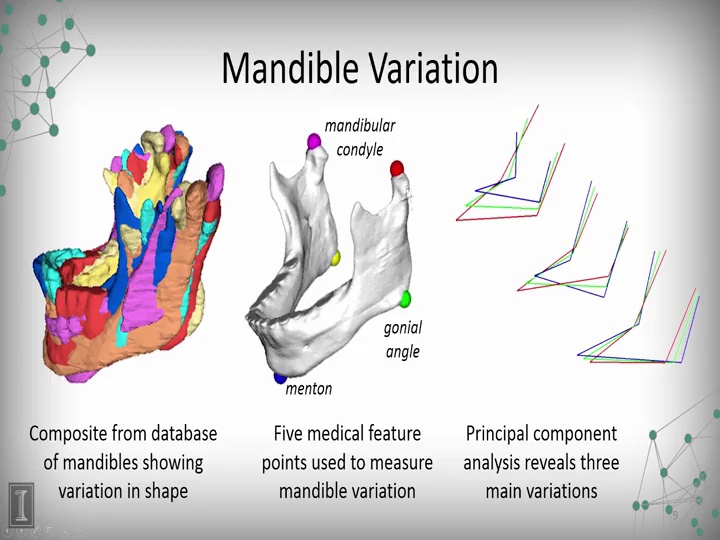 Mandible Variation
mandibular
condyle
gonial
angle
menton
Composite from database
of mandibles showing
variation in shape
Five medical feature
points used to measure
mandible variation
Principal component
analysis reveals three
main variations
I
9